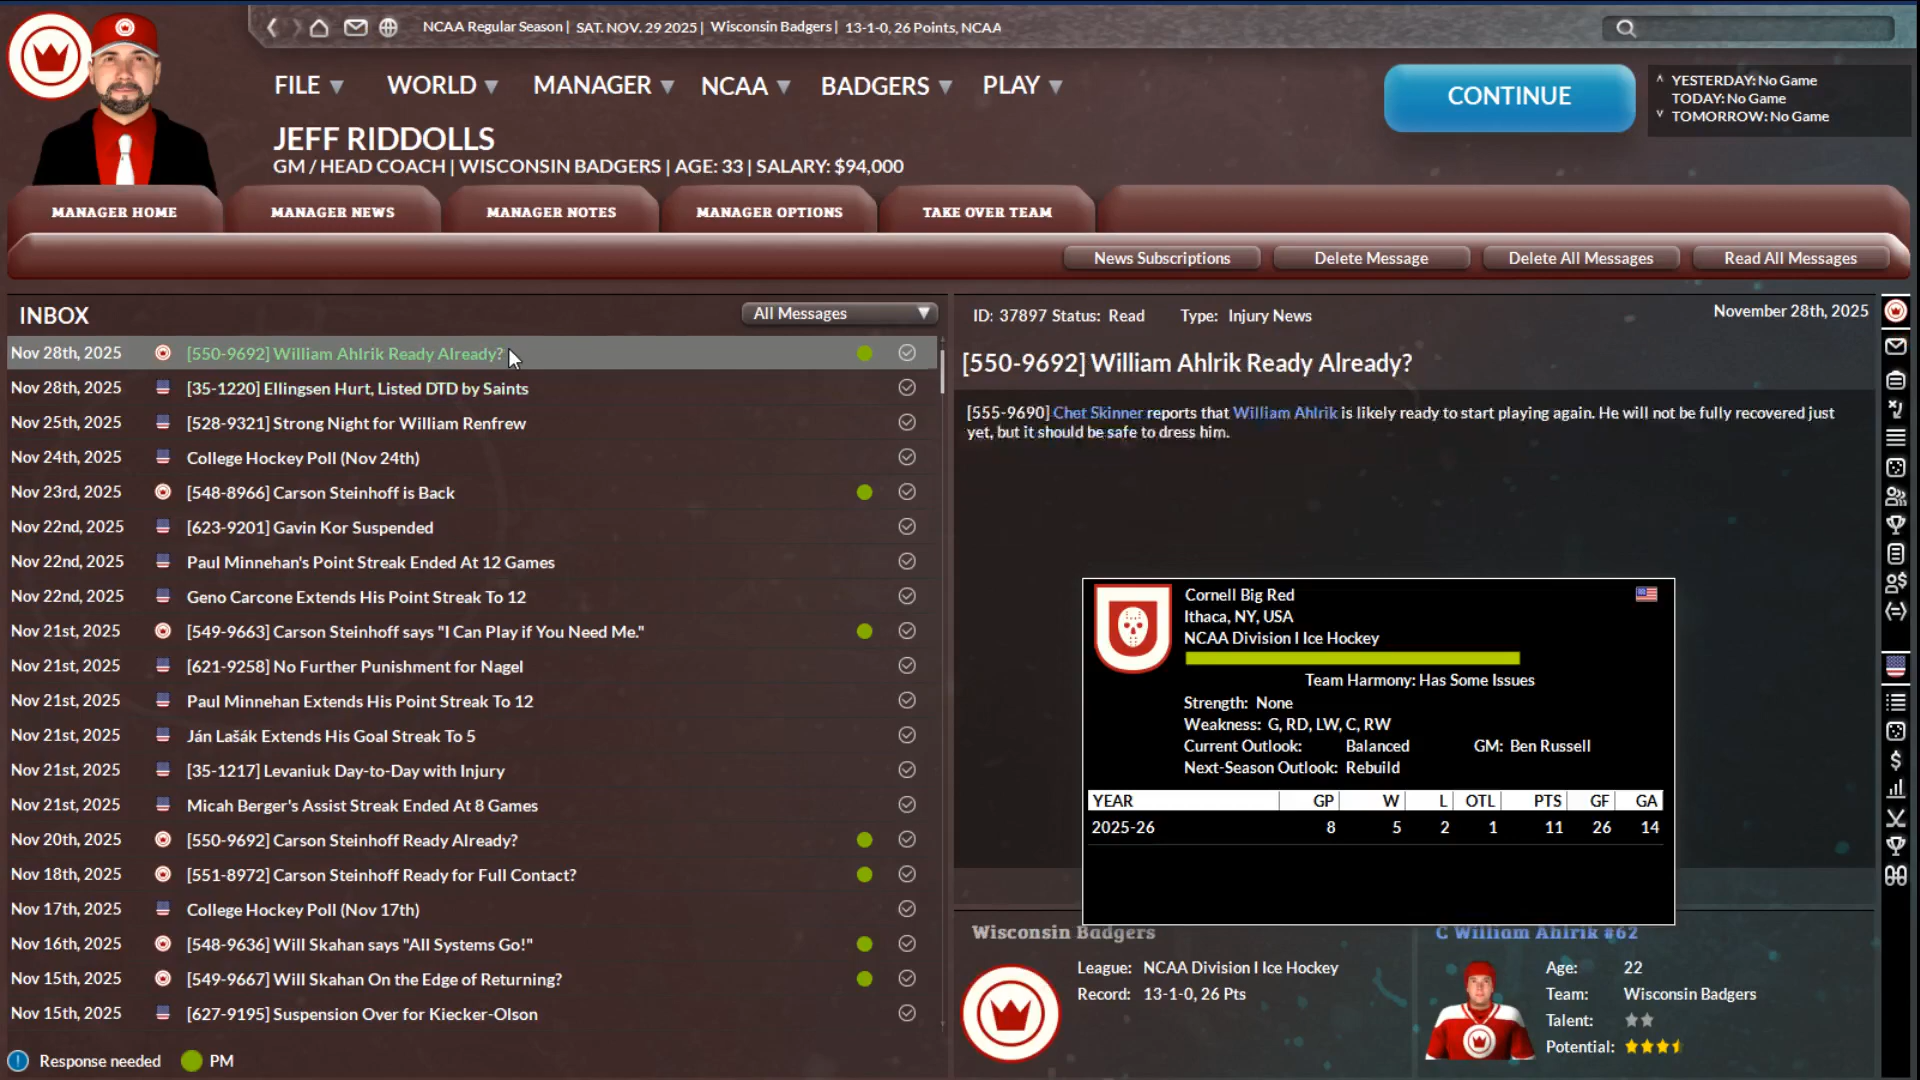 NCAA Regular Season | SAT. NOV. 29 2025 | Wisconsin Badgers | 13-1-0, 26 Points, NCAA
FILE WORLD MANAGER NCAA BADGERS PLAY
CONTINUE
YESTERDAY: No Game
TODAY: No Game
TOMORROW: No Game
JEFF RIDDOLLS
GM / HEAD COACH | WISCONSIN BADGERS | AGE: 33 | SALARY: $94,000
MANAGER HOME MANAGER NEWS MANAGER NOTES MANAGER OPTIONS TAKE OVER TEAM
News Subscriptions Delete Message Delete All Messages Read All Messages
INBOX All Messages
Nov 28th, 2025 [550-9692] William Ahlrik Ready Already?
Nov 28th, 2025 [35-1220] Ellingsen Hurt, Listed DTD by Saints
Nov 25th, 2025 [528-9321] Strong Night for William Renfrew
Nov 24th, 2025 College Hockey Poll (Nov 24th)
Nov 23rd, 2025 [548-8966] Carson Steinhoff is Back
Nov 22nd, 2025 [623-9201] Gavin Kor Suspended
Nov 22nd, 2025 Paul Minnehan's Point Streak Ended At 12 Games
Nov 22nd, 2025 Geno Carcone Extends His Point Streak To 12
Nov 21st, 2025 [549-9663] Carson Steinhoff says "I Can Play if You Need Me."
Nov 21st, 2025 [621-9258] No Further Punishment for Nagel
Nov 21st, 2025 Paul Minnehan Extends His Point Streak To 12
Nov 21st, 2025 Ján Lašák Extends His Goal Streak To 5
Nov 21st, 2025 [35-1217] Levaniuk Day-to-Day with Injury
Nov 21st, 2025 Micah Berger's Assist Streak Ended At 8 Games
Nov 20th, 2025 [550-9692] Carson Steinhoff Ready Already?
Nov 18th, 2025 [551-8972] Carson Steinhoff Ready for Full Contact?
Nov 17th, 2025 College Hockey Poll (Nov 17th)
Nov 16th, 2025 [548-9636] Will Skahan says "All Systems Go!"
Nov 15th, 2025 [549-9667] Will Skahan On the Edge of Returning?
Nov 15th, 2025 [627-9195] Suspension Over for Kiecker-Olson
Response needed PM
ID: 37897 Status: Read Type: Injury News November 28th, 2025
[550-9692] William Ahlrik Ready Already?
[555-9690] Chet Skinner reports that William Ahlrik is likely ready to start playing again. He will not be fully recovered just
yet, but it should be safe to dress him.
Cornell Big Red
Ithaca, NY, USA
NCAA Division I Ice Hockey
Team Harmony: Has Some Issues
Strength: None
Weakness: G, RD, LW, C, RW
Current Outlook: Balanced GM: Ben Russell
Next-Season Outlook: Rebuild
YEAR GP W L OTL PTS GF GA
2025-26 8 5 2 1 11 26 14
Wisconsin Badgers
League: NCAA Division I Ice Hockey
Record: 13-1-0, 26 Pts
C William Ahlrik #62
Age: 22
Team: Wisconsin Badgers
Talent:
Potential: